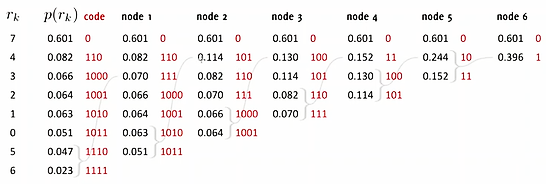 rk p(rk) code node 1 node 2 node 3 node 4 node 5 node 6
7 0.601 0 0.601 0 0.601 0 0.601 0 0.601 0 0.601 0 0.601 0
4 0.082 110 0.082 110 0.114 101 0.130 100 0.152 11 0.244 10 0.396 1
3 0.066 1000 0.070 111 0.082 110 0.114 101 0.130 100 0.152 11
2 0.064 1001 0.066 1000 0.070 111 0.082 110 0.114 101
1 0.063 1010 0.064 1001 0.066 1000 0.070 111
0 0.051 1011 0.063 1010 0.064 1001
5 0.047 1110 0.051 1011
6 0.023 1111